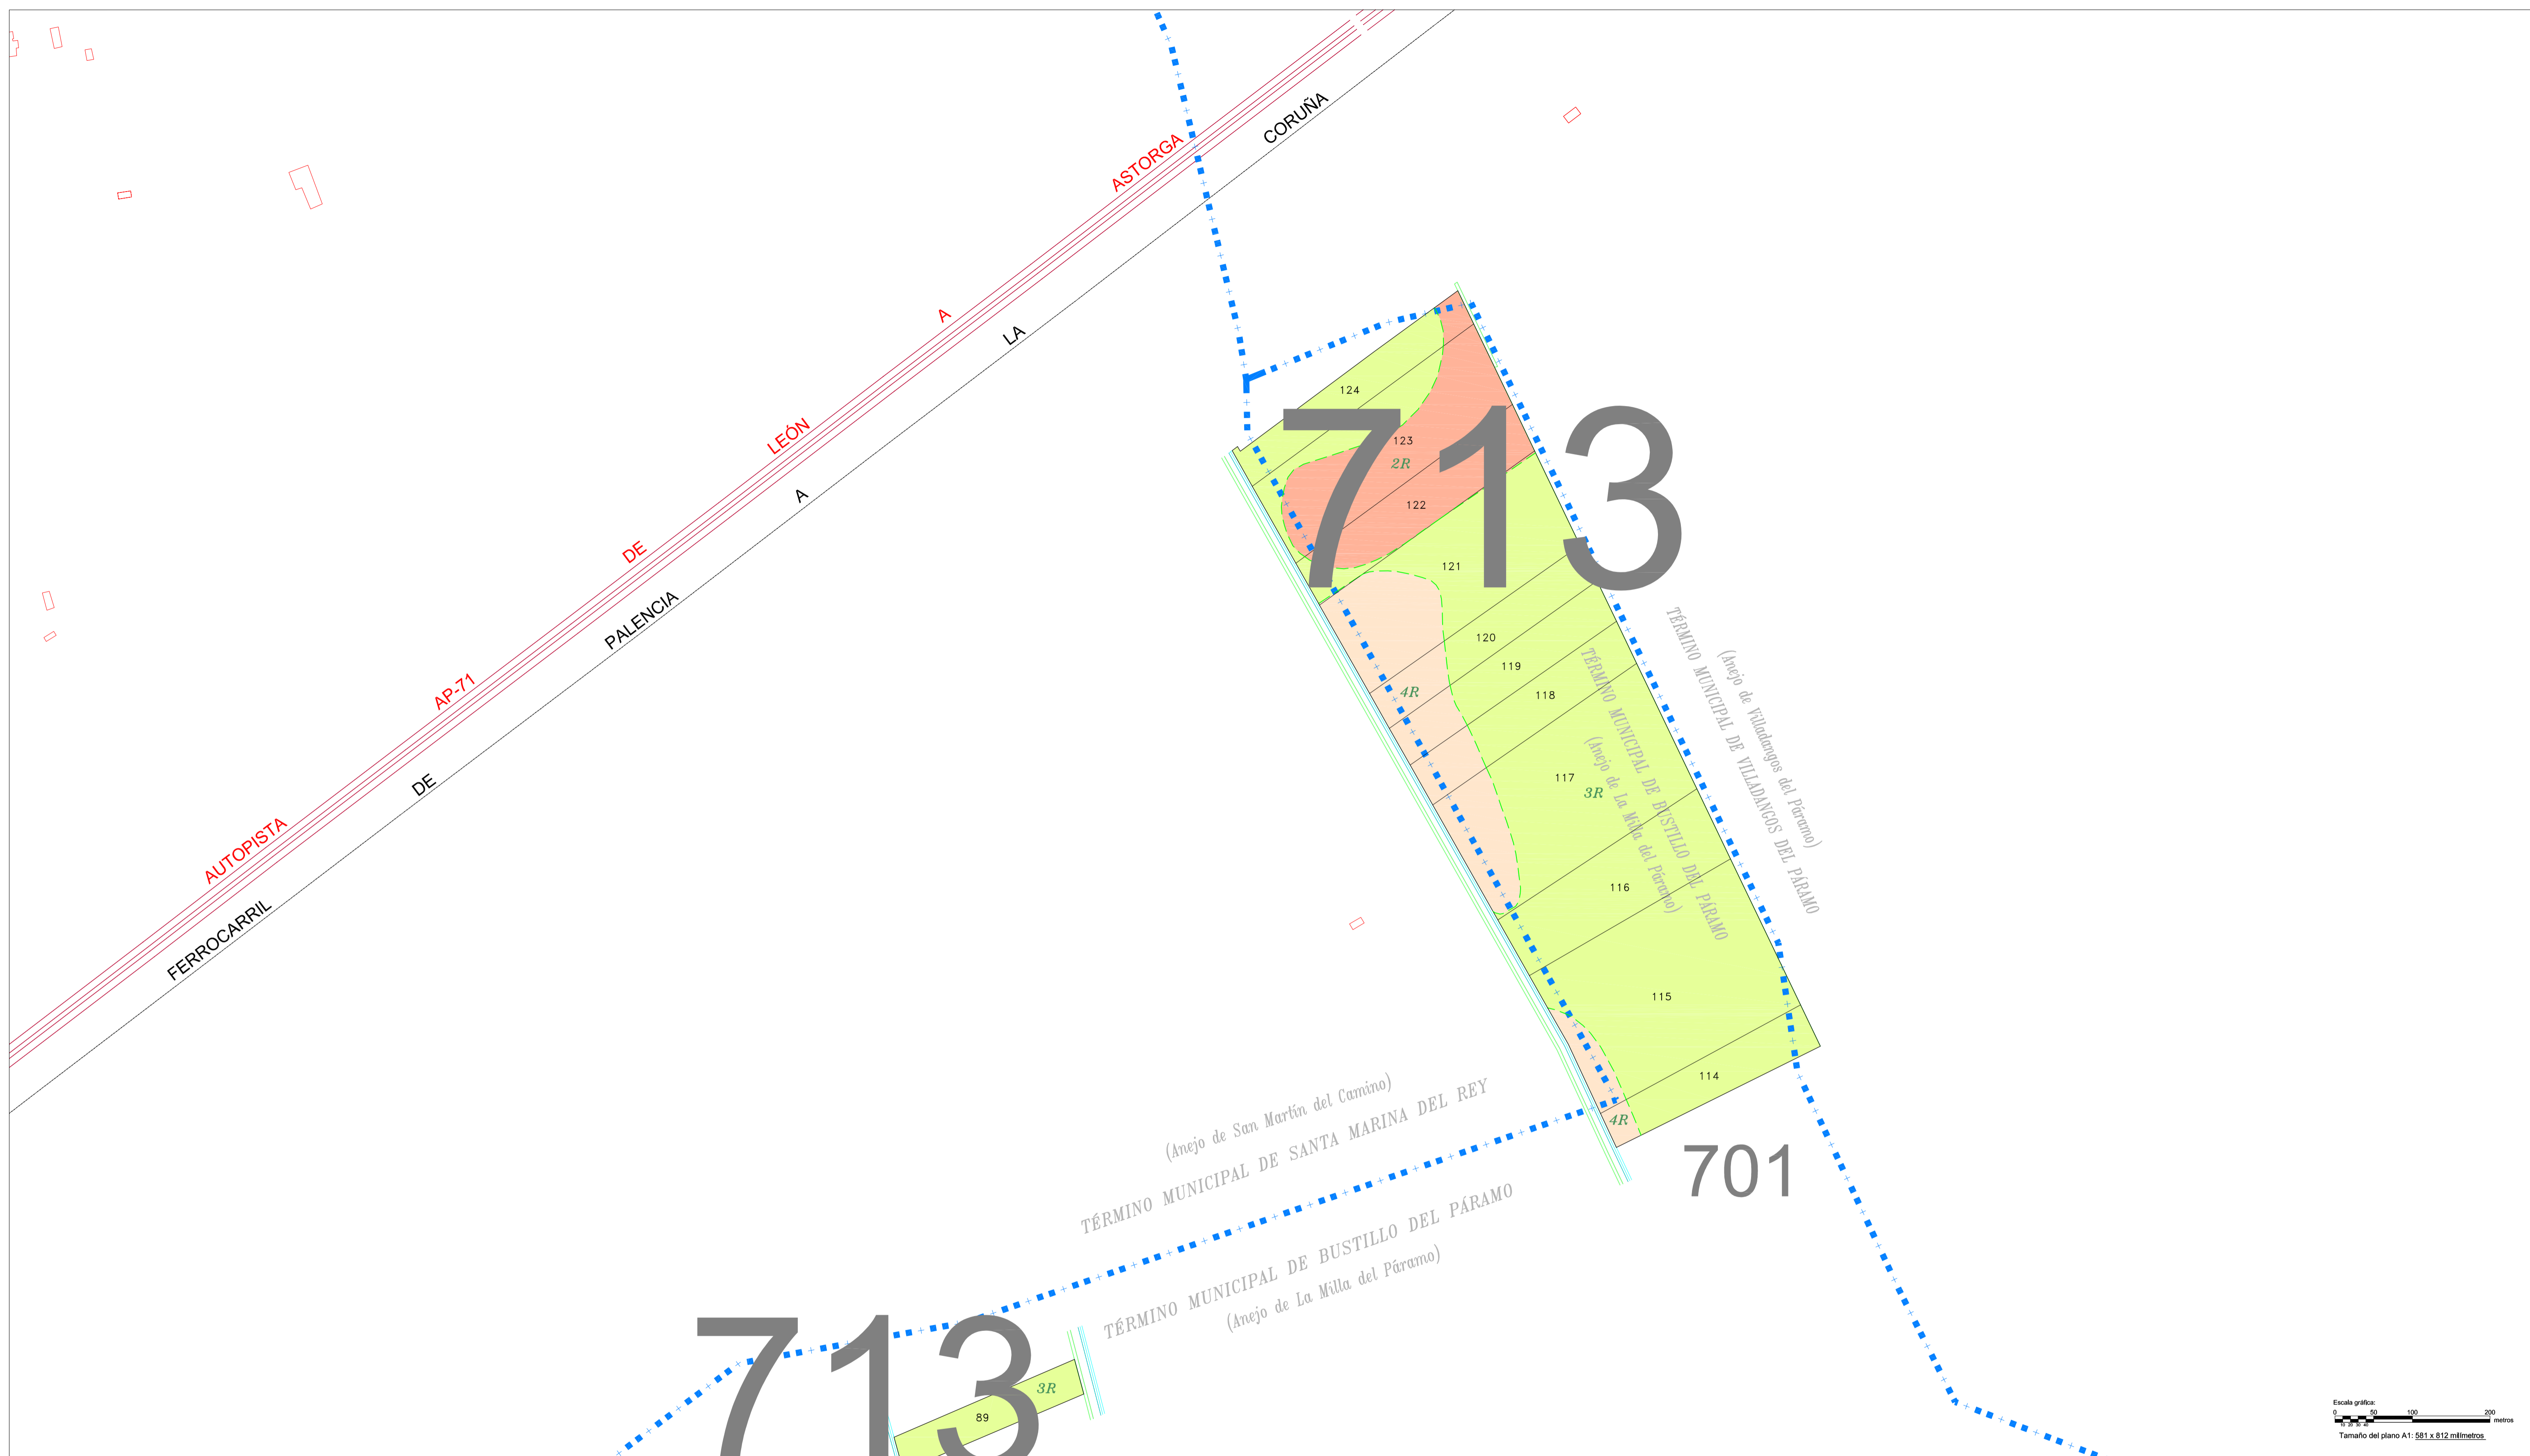 AUTOPISTA AP-71 DE LEÓN A ASTORGA
FERROCARRIL DE PALENCIA A LA CORUÑA
124
713
123
2R
122
121
120
119
118
4R
117
3R
116
115
114
4R
701
TÉRMINO MUNICIPAL DE BUSTILLO DEL PÁRAMO
(Anejo de La Milla del Páramo)
(Anejo de Villadangos del Páramo)
TÉRMINO MUNICIPAL DE VILLADANGOS DEL PÁRAMO
(Anejo de San Martín del Camino)
TÉRMINO MUNICIPAL DE SANTA MARINA DEL REY
TÉRMINO MUNICIPAL DE BUSTILLO DEL PÁRAMO
(Anejo de La Milla del Páramo)
713
3R
89
Escala gráfica:
0 50 100 200
10 20 30 40 metros
Tamaño del plano A1: 581 x 812 milímetros